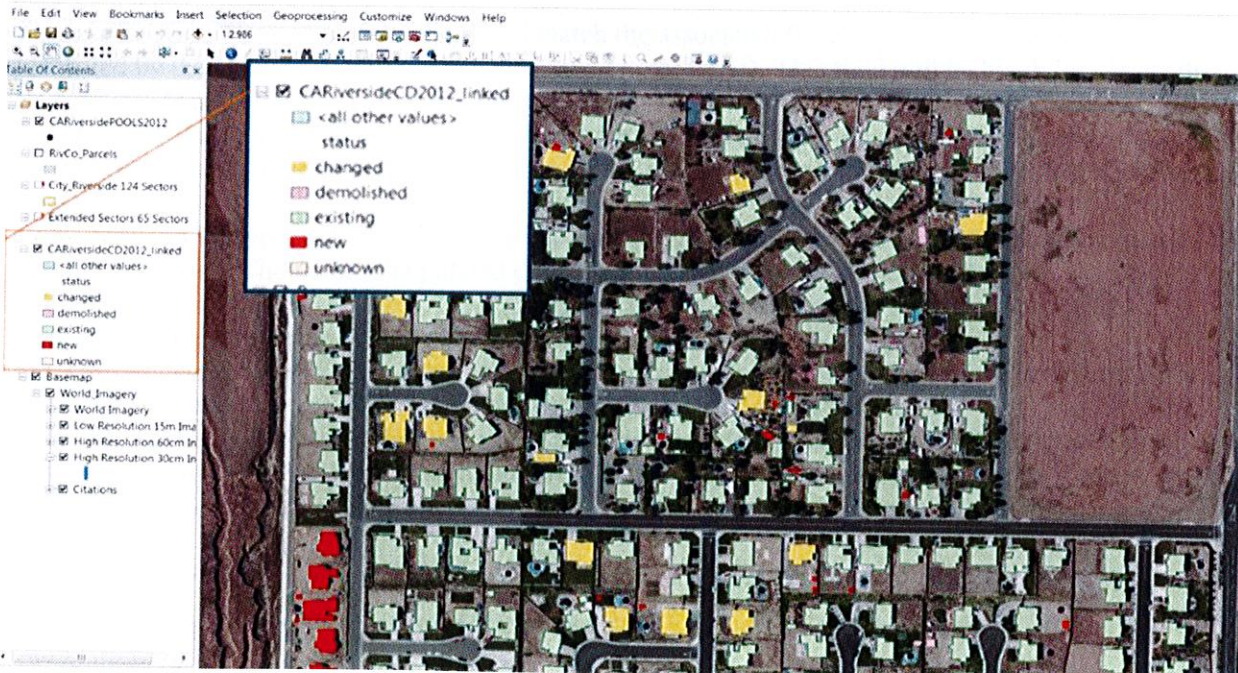 File Edit View Bookmarks Insert Selection Geoprocessing Customize Windows Help
1:2,986
Table Of Contents
Layers
CARiversidePOOLS2012
RivCo_Parcels
City_Riverside 124 Sectors
Extended Sectors 65 Sectors
CARiversideCD2012_linked
<all other values>
status
changed
demolished
existing
new
unknown
Basemap
World_Imagery
World Imagery
Low Resolution 15m Ima
High Resolution 60cm In
High Resolution 30cm In
Citations
CARiversideCD2012_linked
<all other values>
status
changed
demolished
existing
new
unknown